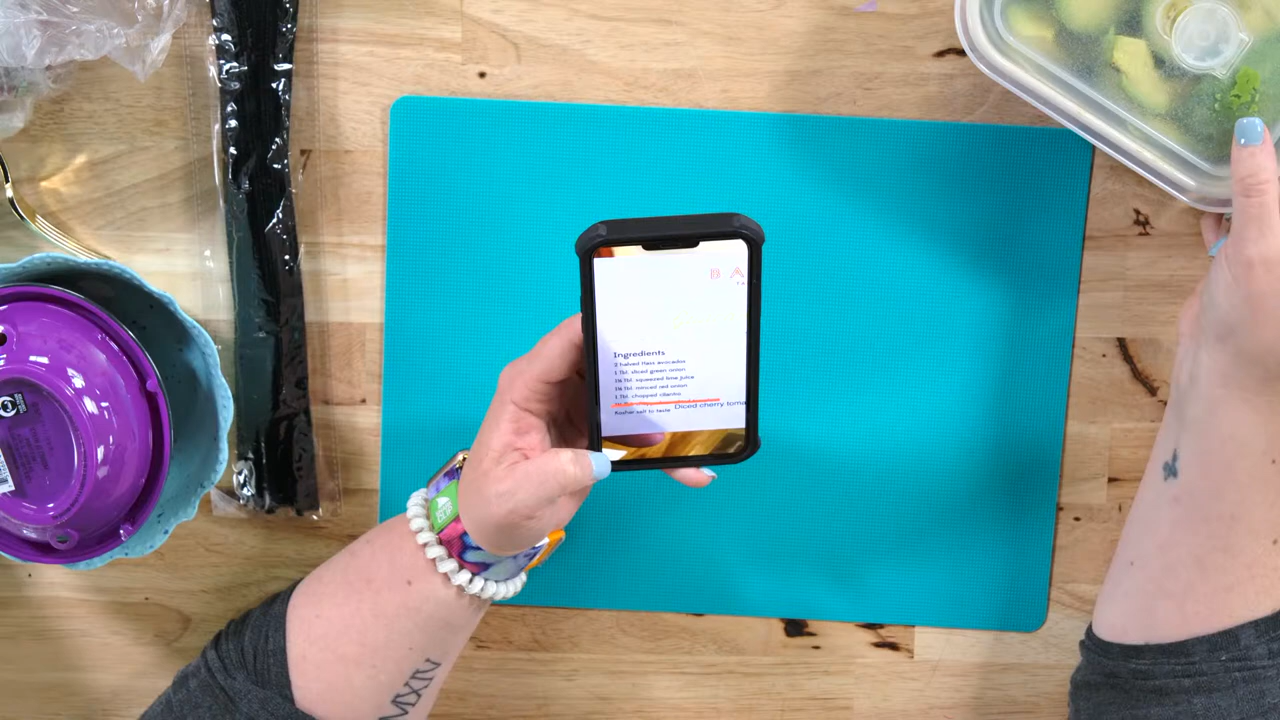 B A
Ingredients
2 halved Hass avocados
1 Tbl. sliced green onion
1½ Tbl. squeezed lime juice
1½ Tbl. minced red onion
1 Tbl. chopped cilantro
Kosher salt to taste Diced cherry toma
MMXIV